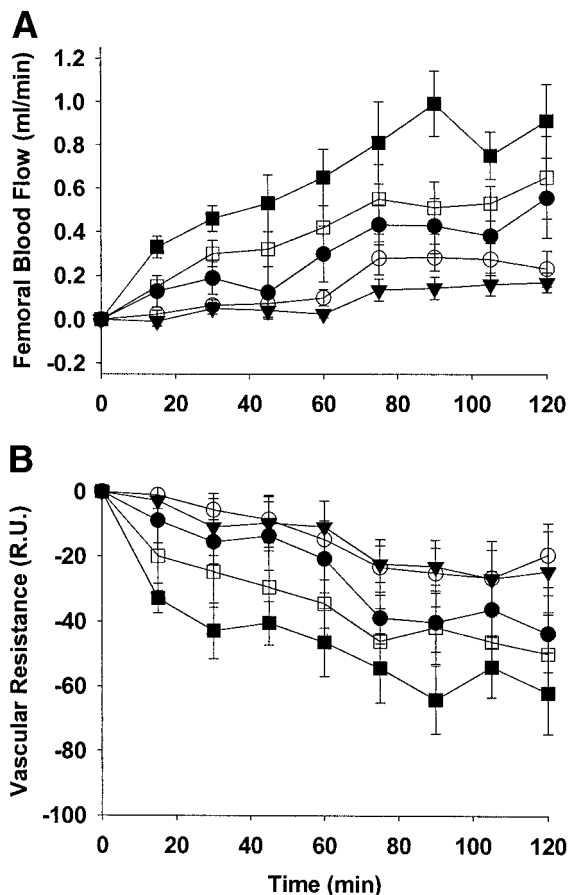 A
Femoral Blood Flow (ml/min)
1.2
1.0
0.8
0.6
0.4
0.2
0.0
-0.2
0 20 40 60 80 100 120
B
Vascular Resistance (R.U.)
0
-20
-40
-60
-80
-100
0 20 40 60 80 100 120
Time (min)